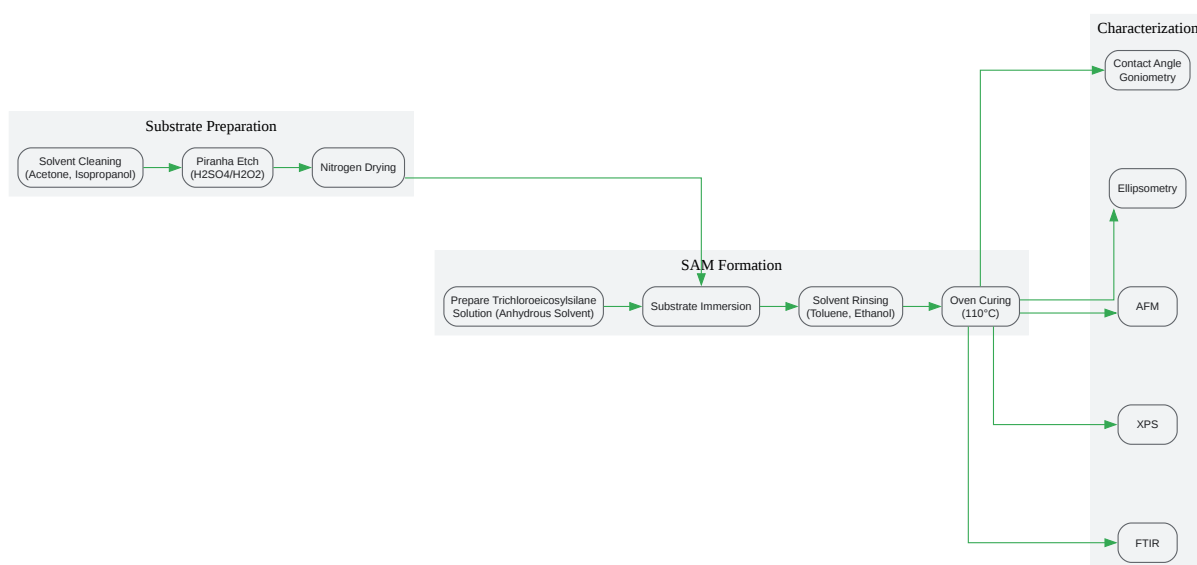 Characterization
Contact Angle
Goniometry
Substrate Preparation
Solvent Cleaning
(Acetone, Isopropanol)
Piranha Etch
(H2SO4/H2O2)
Nitrogen Drying
Ellipsometry
SAM Formation
Prepare Trichloroeicosylsilane
Solution (Anhydrous Solvent)
Substrate Immersion
Solvent Rinsing
(Toluene, Ethanol)
Oven Curing
(110°C)
AFM
XPS
FTIR